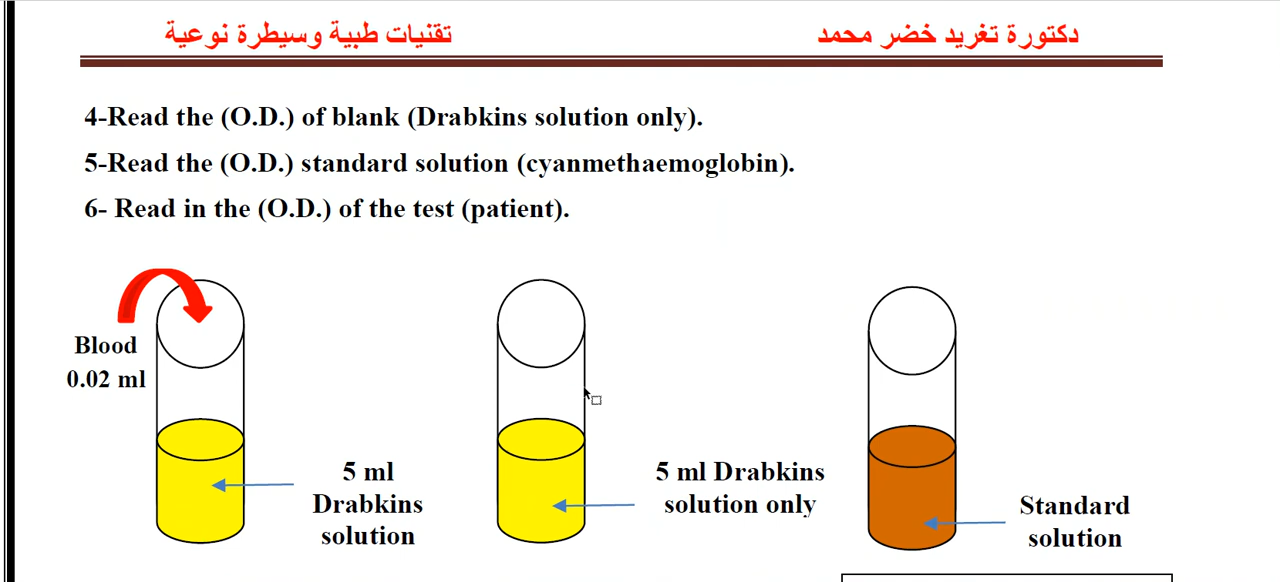 دكتورة تغريد خضر محمد
تقنيات طبية وسيطرة نوعية
4-Read the (O.D.) of blank (Drabkins solution only).
5-Read the (O.D.) standard solution (cyanmethaemoglobin).
6- Read in the (O.D.) of the test (patient).
Blood
0.02 ml
5 ml
Drabkins
solution
5 ml Drabkins
solution only
Standard
solution